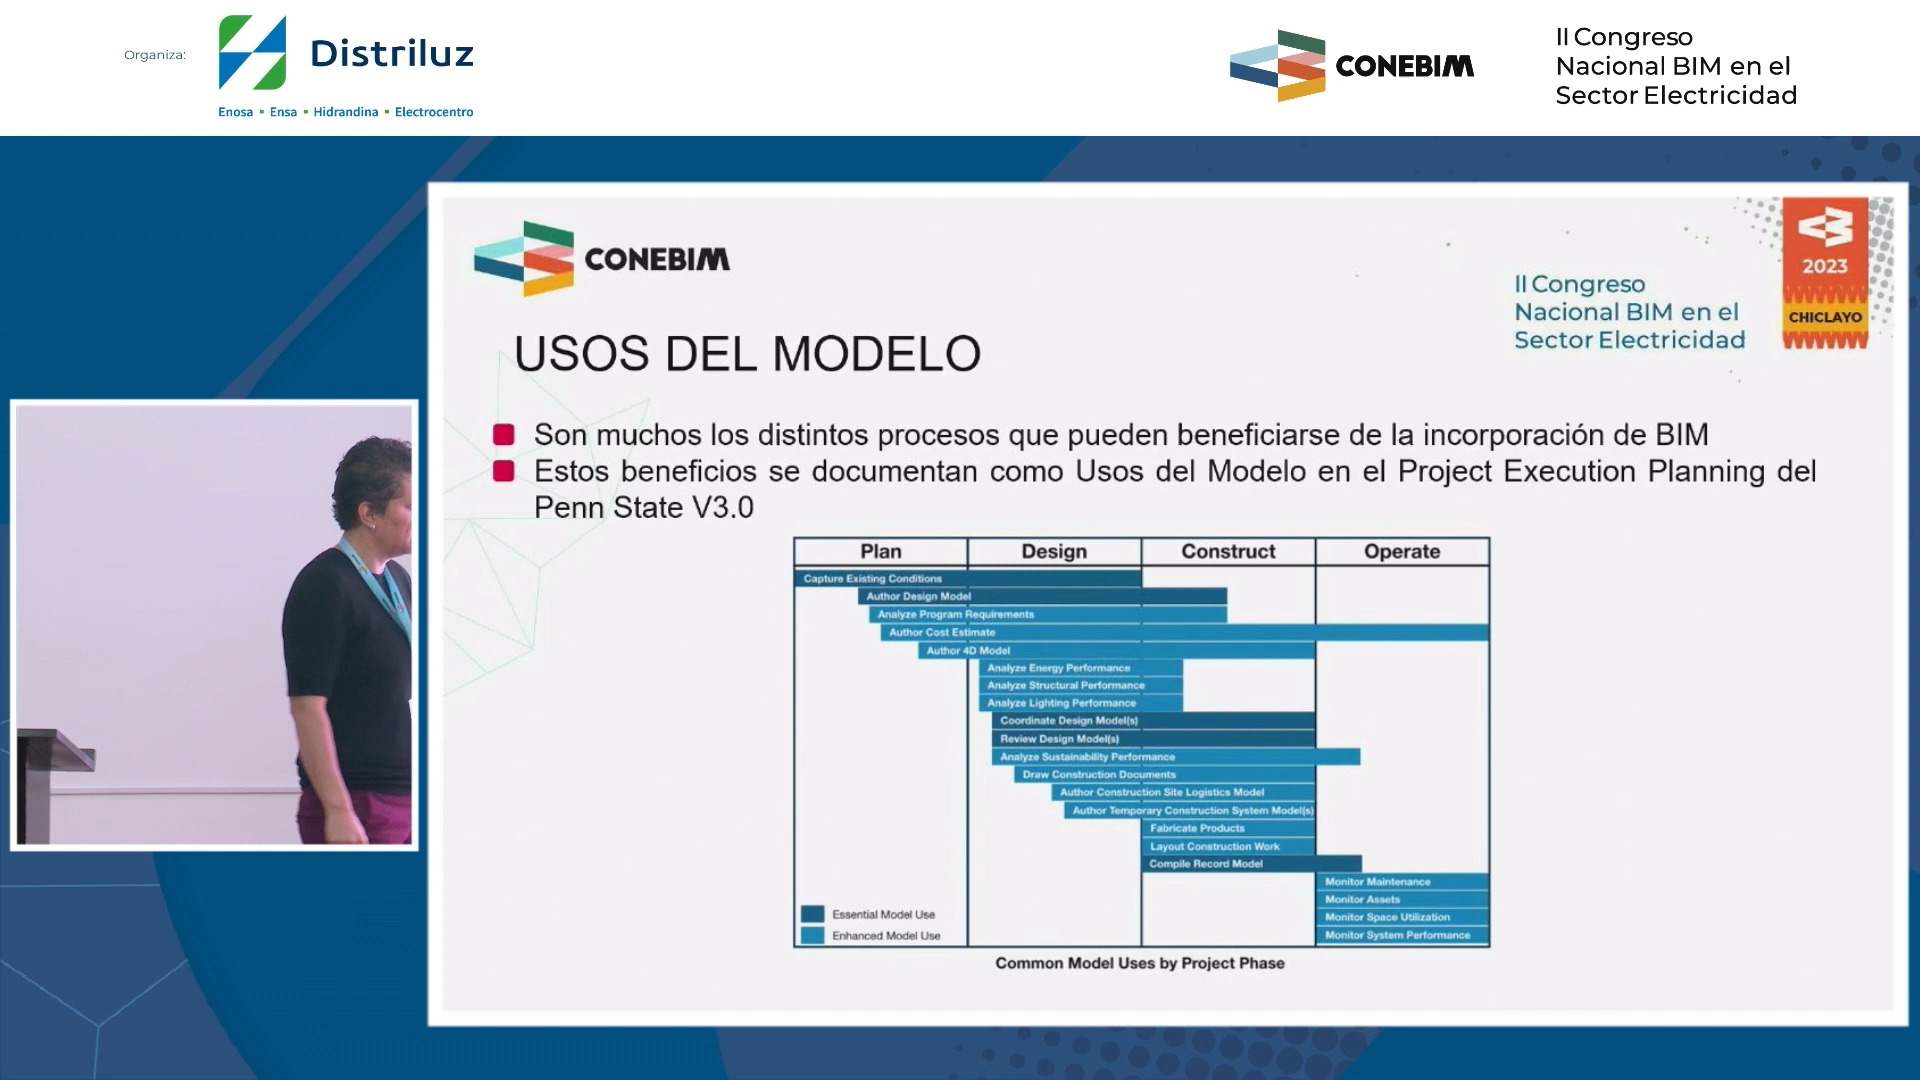 Organiza:
Distriluz
Enosa ▪ Ensa ▪ Hidrandina ▪ Electrocentro
CONEBIM
II Congreso
Nacional BIM en el
Sector Electricidad
CONEBIM
II Congreso
Nacional BIM en el
Sector Electricidad
2023
CHICLAYO
USOS DEL MODELO
Son muchos los distintos procesos que pueden beneficiarse de la incorporación de BIM
Estos beneficios se documentan como Usos del Modelo en el Project Execution Planning del
Penn State V3.0
Plan Design Construct Operate
Capture Existing Conditions
Author Design Model
Analyze Program Requirements
Author Cost Estimate
Author 4D Model
Analyze Energy Performance
Analyze Structural Performance
Analyze Lighting Performance
Coordinate Design Model(s)
Review Design Model(s)
Analyze Sustainability Performance
Draw Construction Documents
Author Construction Site Logistics Model
Author Temporary Construction System Model(s)
Fabricate Products
Layout Construction Work
Compile Record Model
Monitor Maintenance
Monitor Assets
Monitor Space Utilization
Monitor System Performance
Essential Model Use
Enhanced Model Use
Common Model Uses by Project Phase